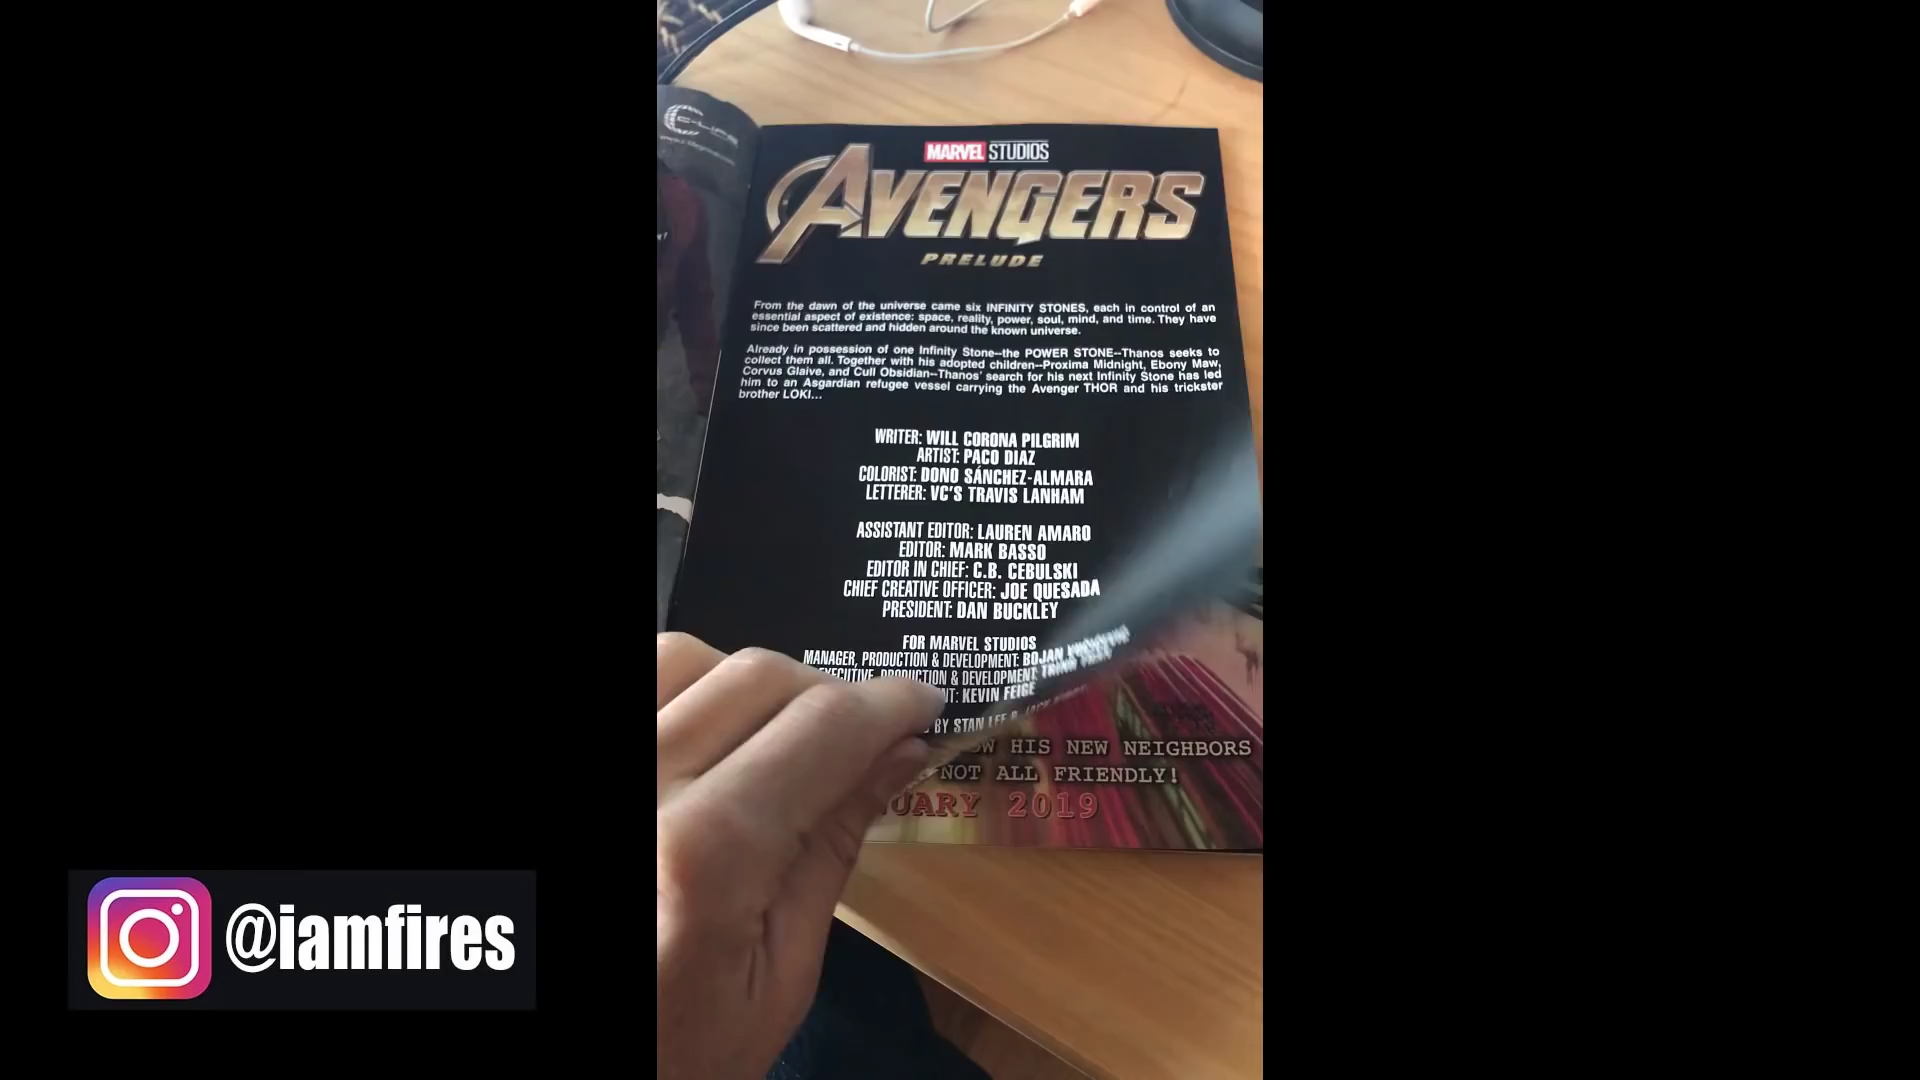 C-LIFE
MARVEL STUDIOS
AVENGERS
PRELUDE
From the dawn of the universe came six INFINITY STONES, each in control of an
essential aspect of existence: space, reality, power, soul, mind, and time. They have
since been scattered and hidden around the known universe.
Already in possession of one Infinity Stone--the POWER STONE--Thanos seeks to
collect them all. Together with his adopted children--Proxima Midnight, Ebony Maw,
Corvus Glaive, and Cull Obsidian--Thanos' search for his next Infinity Stone has led
him to an Asgardian refugee vessel carrying the Avenger THOR and his trickster
brother LOKI...
WRITER: WILL CORONA PILGRIM
ARTIST: PACO DIAZ
COLORIST: DONO SÁNCHEZ-ALMARA
LETTERER: VC'S TRAVIS LANHAM
ASSISTANT EDITOR: LAUREN AMARO
EDITOR: MARK BASSO
EDITOR IN CHIEF: C.B. CEBULSKI
CHIEF CREATIVE OFFICER: JOE QUESADA
PRESIDENT: DAN BUCKLEY
FOR MARVEL STUDIOS
MANAGER, PRODUCTION & DEVELOPMENT: BOJAN
EXECUTIVE, PRODUCTION & DEVELOPMENT:
KEVIN FEIGE
BY STAN LEE
HIS NEW NEIGHBORS
NOT ALL FRIENDLY!
2019
@iamfires